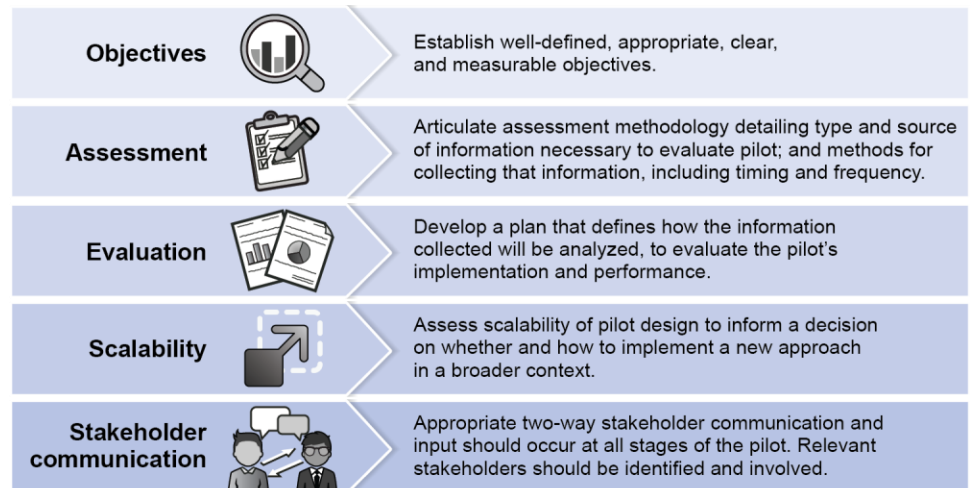 Objectives
Establish well-defined, appropriate, clear,
and measurable objectives.
Assessment
Articulate assessment methodology detailing type and source
of information necessary to evaluate pilot; and methods for
collecting that information, including timing and frequency.
Evaluation
Develop a plan that defines how the information
collected will be analyzed, to evaluate the pilot’s
implementation and performance.
Scalability
Assess scalability of pilot design to inform a decision
on whether and how to implement a new approach
in a broader context.
Stakeholder
communication
Appropriate two-way stakeholder communication and
input should occur at all stages of the pilot. Relevant
stakeholders should be identified and involved.